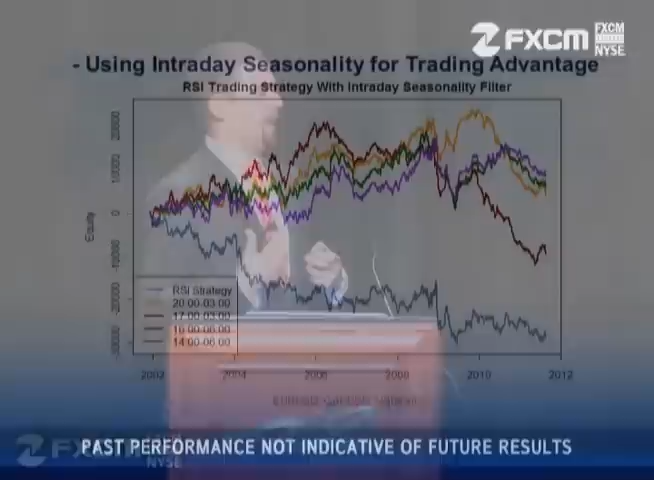 FXCM
FXCM
NYSE
- Using Intraday Seasonality for Trading Advantage
RSI Trading Strategy With Intraday Seasonality Filter
20000
10000
0
-10000
-20000
-30000
Equity
RSI Strategy
20:00-03:00
17:00-03:00
16:00-06:00
14:00-06:00
2002
2004
2006
2008
2010
2012
FXCM
NYSE
PAST PERFORMANCE NOT INDICATIVE OF FUTURE RESULTS